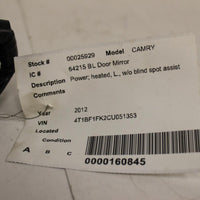 Stock # 00025929 Model CAMRY
IC # 64215 BL Door Mirror
Description Power; heated, L., w/o blind spot assist
Comments
Year 2012
VIN 4T1BF1FK2CU051353
Located
Condition
A B C
0000160845